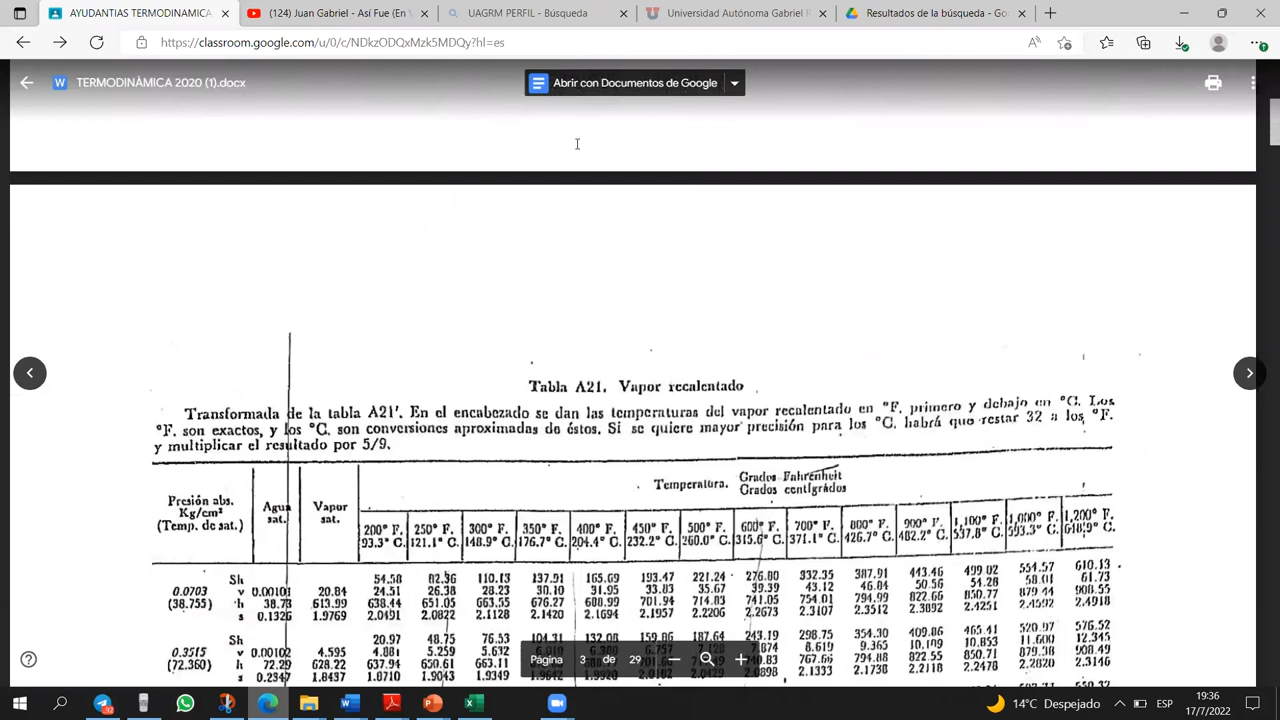 AYUDANTIAS TERMODINAMICA
(124) Juan Gabriel - Así Fue (En V
UAGRM PERFIL - Búsqueda
Universidad Autónoma Gabriel R
Resultados de la búsqueda - Goo
https://classroom.google.com/u/0/c/NDkzODQxMzk5MDQy?hl=es
TERMODINÀMICA 2020 (1).docx
Abrir con Documentos de Google
Tabla A21. Vapor recalentado
Transformada de la tabla A21'. En el encabezado se dan las temperaturas del vapor recalentado en °F. primero y debajo en °C. Los
°F. son exactos, y los °C. son conversiones aproximadas de éstos. Si se quiere mayor precisión para los °C. habrá que restar 32 a los °F.
y multiplicar el resultado por 5/9.
Temperatura. Grados Fahrenheit
Grados centígrados
Presión abs.
Kg/cm²
(Temp. de sat.)
Agua
sat.
Vapor
sat.
200° F. 250° F. 300° F. 350° F. 400° F. 450° F. 500° F. 600° F. 700° F. 800° F. 900° F. 1,100° F. 1,000° F. 1,200° F.
93.3° C. 121.1° C. 148.9° C. 176.7° C. 204.4° C. 232.2° C. 260.0° C. 315.6° C. 371.1° C. 426.7° C. 482.2° C. 537.8° C. 593.3° C. 648.9° C.
Sh 54.58 82.36 110.13 137.91 165.69 193.47 221.24 276.80 332.35 387.91 443.46 499.02 554.57 610.13
0.0703 v 0.00101 20.84 24.51 26.38 28.23 30.10 31.95 33.83 35.67 39.39 43.12 46.84 50.56 54.28 58.01 61.73
(38.755) h 38.73 613.99 638.44 651.05 663.55 676.27 701.94 714.83 741.05 794.99 822.66 850.77 879.44 908.55
s 0.1326 1.9769 2.0491 2.0822 2.1128 2.1420 2.1694 2.1957 2.2206 2.2673 2.3107 2.3512 2.3892 2.4251 2.4592 2.4918
Sh 20.97 48.75 76.53 104.31 132.08 159.86 187.64 243.19 298.75 354.30 409.86 465.41 520.97 576.52
0.3515 v 0.00102 4.595 4.881 5.259 5.632 8.619 9.365 10.109 10.853 11.600 12.345
(72.360) h 72.29 628.22 637.94 650.61 663.11 767.66 794.88 822.55 850.71 879.38 908.49
s 0.2347 1.8437 1.9043 1.9349 2.0898 2.1333 2.1738 2.2118 2.2478 2.2820 2.3146
Página 3 de 29
14°C Despejado
ESP
19:36
17/7/2022